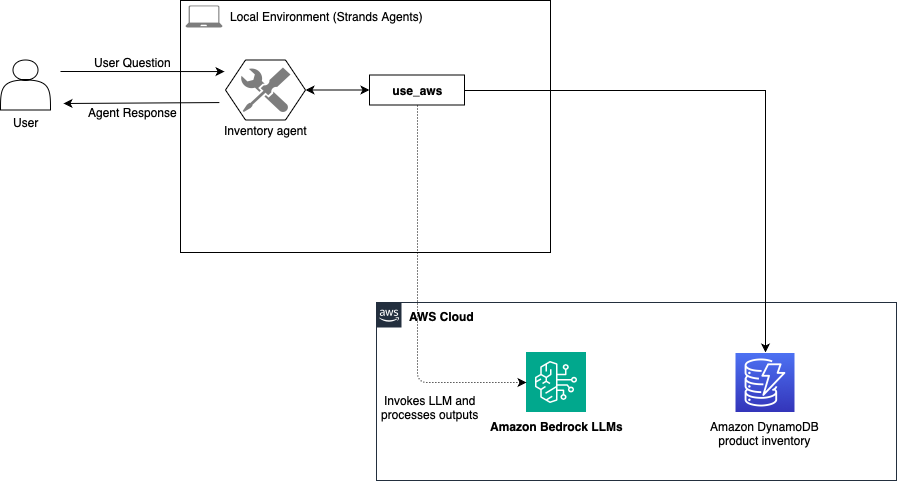 Local Environment (Strands Agents)
User Question
use_aws
Agent Response
User
Inventory agent
aws
AWS Cloud
Invokes LLM and
processes outputs
Amazon Bedrock LLMs
Amazon DynamoDB
product inventory